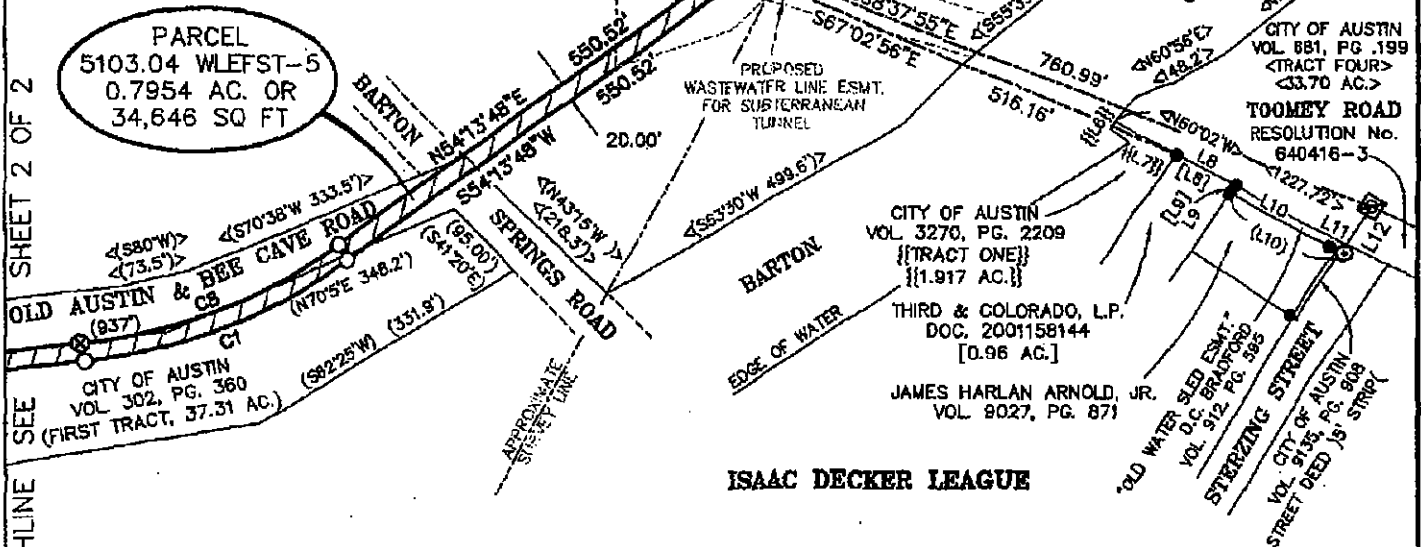 PARCEL
5103.04 WLEFST-5
0.7954 AC. OR
34,646 SQ FT
HLINE SEE SHEET 2 OF 2
BARTON
SPRINGS ROAD
550.52'
550.52'
N54°13'48"E
S54°13'48"W
20.00'
PROPOSED
WASTEWATER LINE ESMT.
FOR SUBTERRANEAN
TUNNEL
58°37'55"E
S67°02'56"E
760.99'
516.16'
<N60°56'E>
<148.2'>
CITY OF AUSTIN
VOL 681, PG .199
<TRACT FOUR>
<33.70 AC.>
TOOMEY ROAD
RESOLUTION No.
640416-3
{{L6}}
{{L7}}
<N60°02'W>
<1227.72'>
L8
[L8]
[L9]
L9
L10
(L10)
L11
L12
<(S80°W)>
<(73.5')>
<(S70°38'W 333.5')>
OLD AUSTIN & BEE CAVE ROAD
(937')
C8
C7
(N70°5'E 348.2')
(95.00')
(S41°20'E)
<(N43°15'W)>
<(218.3')>
<(S63°30'W 499.6')>
(S82°25'W) (331.9')
CITY OF AUSTIN
VOL 302, PG. 360
(FIRST TRACT, 37.31 AC.)
APPROXIMATE
SURVEY LINE
BARTON
EDGE OF WATER
CITY OF AUSTIN
VOL. 3270, PG. 2209
{{TRACT ONE}}
{{1.917 AC.}}
THIRD & COLORADO, L.P.
DOC. 2001158144
[0.96 AC.]
JAMES HARLAN ARNOLD, JR.
VOL. 9027, PG. 871
ISAAC DECKER LEAGUE
"OLD WATER SLED ESMT."
D.C. BRADFORD
VOL. 912, PG. 595
STERZING STREET
CITY OF AUSTIN
VOL. 9135, PG. 908
STREET DEED )5' STRIP(